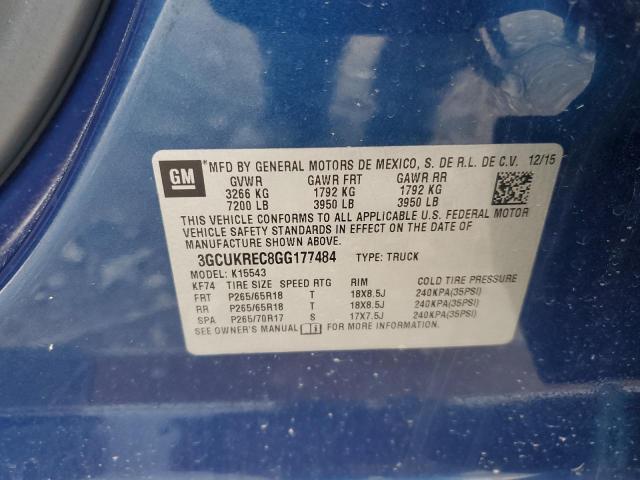 GM
*MFD BY GENERAL MOTORS DE MEXICO, S. DE R.L. DE C.V. 12/15
GVWR GAWR FRT GAWR RR
3266 KG 1792 KG 1792 KG
7200 LB 3950 LB 3950 LB
THIS VEHICLE CONFORMS TO ALL APPLICABLE U.S. FEDERAL MOTOR
VEHICLE SAFETY STANDARDS IN EFFECT ON THE DATE OF
MANUFACTURE SHOWN ABOVE.
3GCUKREC8GG177484 TYPE: TRUCK
MODEL: K15543
KF74 TIRE SIZE SPEED RTG RIM COLD TIRE PRESSURE
FRT P265/65R18 T 18X8.5J 240KPA(35PSI)
RR P265/65R18 T 18X8.5J 240KPA(35PSI)
SPA P265/70R17 S 17X7.5J 240KPA(35PSI)
SEE OWNER'S MANUAL FOR MORE INFORMATION.